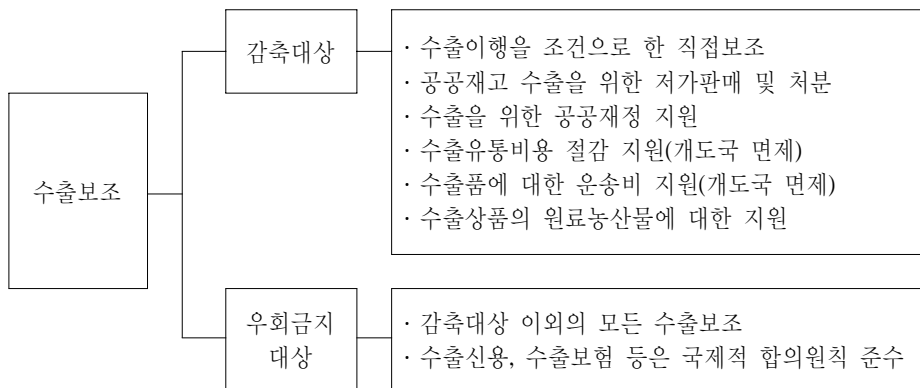 수출보조
감축대상
· 수출이행을 조건으로 한 직접보조
· 공공재고 수출을 위한 저가판매 및 처분
· 수출을 위한 공공재정 지원
· 수출유통비용 절감 지원(개도국 면제)
· 수출품에 대한 운송비 지원(개도국 면제)
· 수출상품의 원료농산물에 대한 지원
우회금지
대상
· 감축대상 이외의 모든 수출보조
· 수출신용, 수출보험 등은 국제적 합의원칙 준수